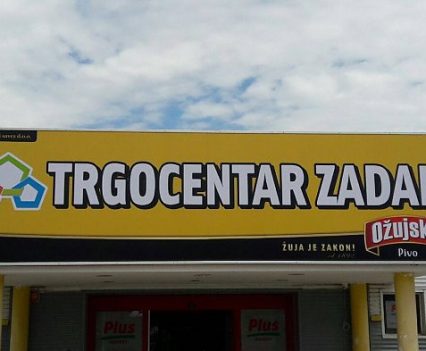 TRGOCENTAR ZADA
ŽUJA JE ZAKON!
Ožujsk
Pivo
Plus
Plus